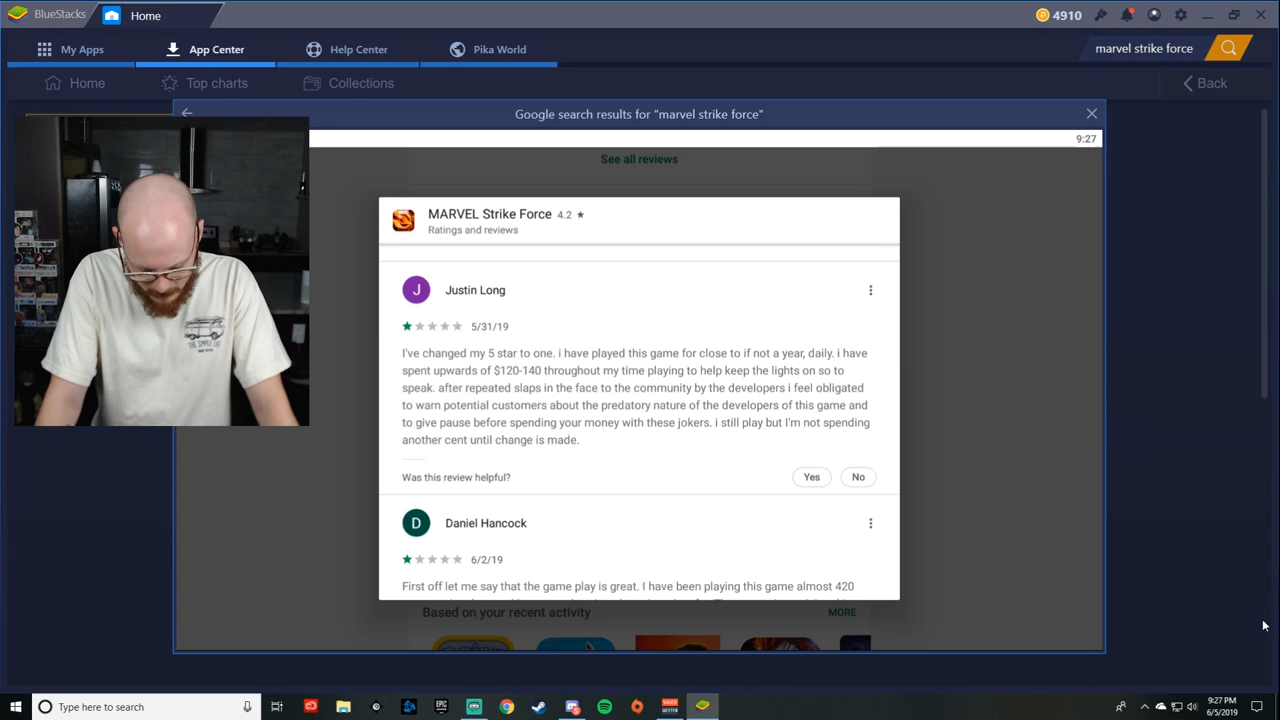 BlueStacks
Home
4910
My Apps
App Center
Help Center
Pika World
marvel strike force
Home
Top charts
Collections
Back
Google search results for "marvel strike force"
9:27
See all reviews
MARVEL Strike Force 4.2 ★
Ratings and reviews
J
Justin Long
5/31/19
I've changed my 5 star to one. i have played this game for close to if not a year, daily. i have
spent upwards of $120-140 throughout my time playing to help keep the lights on so to
speak. after repeated slaps in the face to the community by the developers i feel obligated
to warn potential customers about the predatory nature of the developers of this game and
to give pause before spending your money with these jokers. i still play but I'm not spending
another cent until change is made.
Was this review helpful?
Yes
No
D
Daniel Hancock
6/2/19
First off let me say that the game play is great. I have been playing this game almost 420
Based on your recent activity
MORE
THE SIMPLE LIFE
Type here to search
EPIC
9:27 PM
6/5/2019